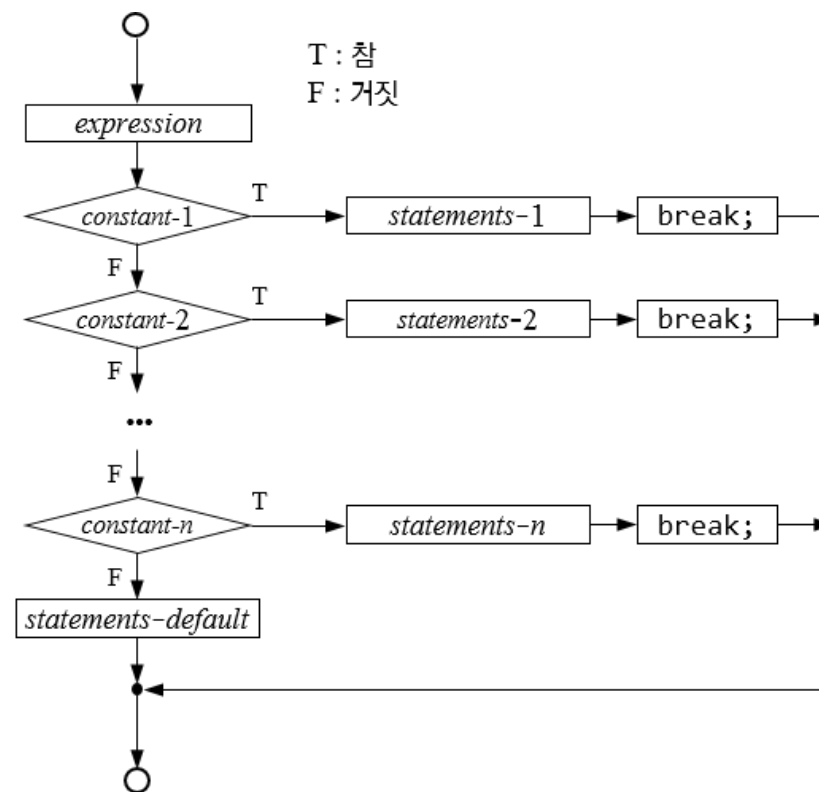 T : 참
F : 거짓
expression
constant-1
T
statements-1
break;
F
constant-2
T
statements-2
break;
F
...
F
constant-n
T
statements-n
break;
F
statements-default